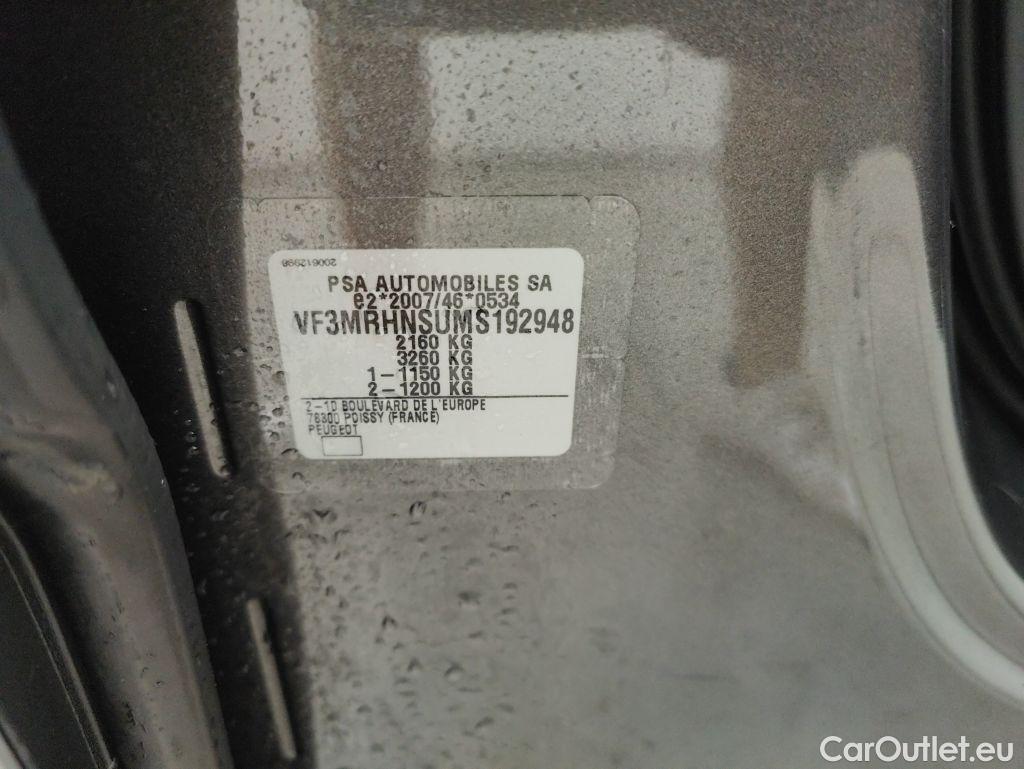 200612998
PSA AUTOMOBILES SA
e2*2007/46*0534
VF3MRHNSUMS192948
2160 KG
3260 KG
1-1150 KG
2-1200 KG
2-10 BOULEVARD DE L'EUROPE
78300 POISSY (FRANCE)
PEUGEOT
CarOutlet.eu